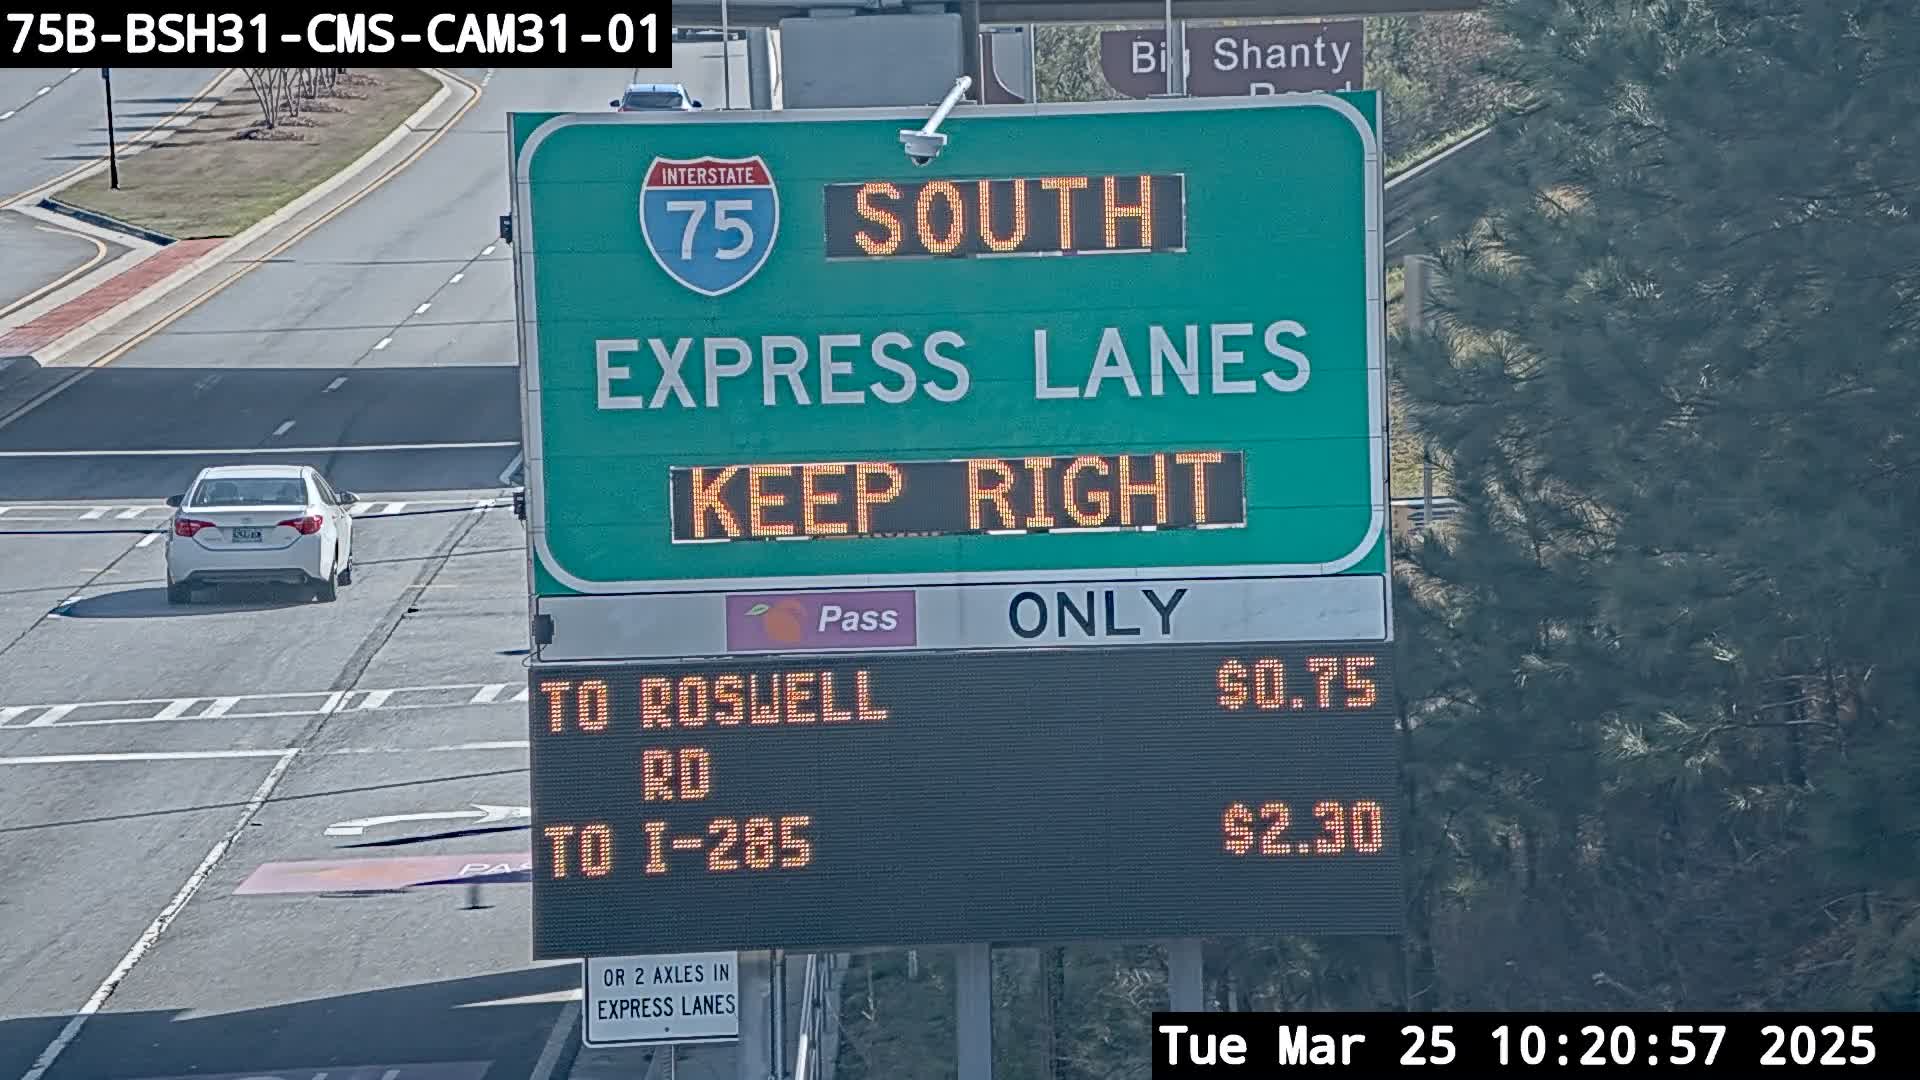 75B-BSH31-CMS-CAM31-01
Big Shanty
Road
INTERSTATE
75
SOUTH
EXPRESS LANES
KEEP RIGHT
Pass ONLY
TO ROSWELL $0.75
RD
TO I-285 $2.30
OR 2 AXLES IN
EXPRESS LANES
Tue Mar 25 10:20:57 2025